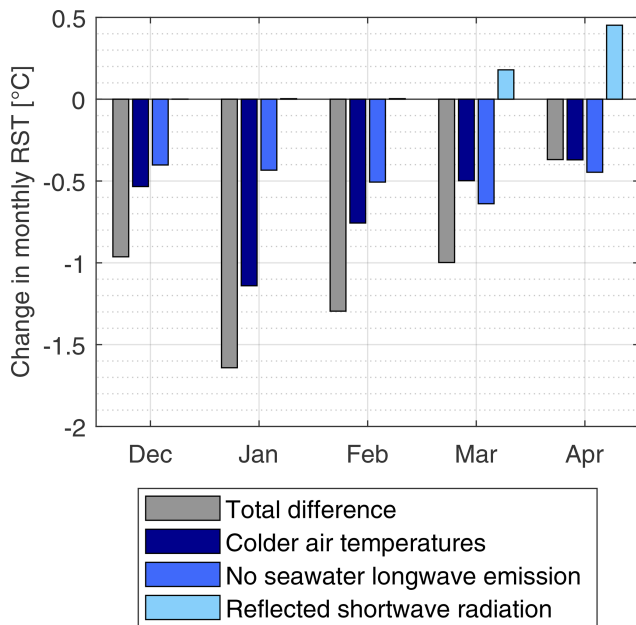 0.5
0
-0.5
-1
-1.5
-2
Change in monthly RST [°C]
Dec Jan Feb Mar Apr
Total difference
Colder air temperatures
No seawater longwave emission
Reflected shortwave radiation